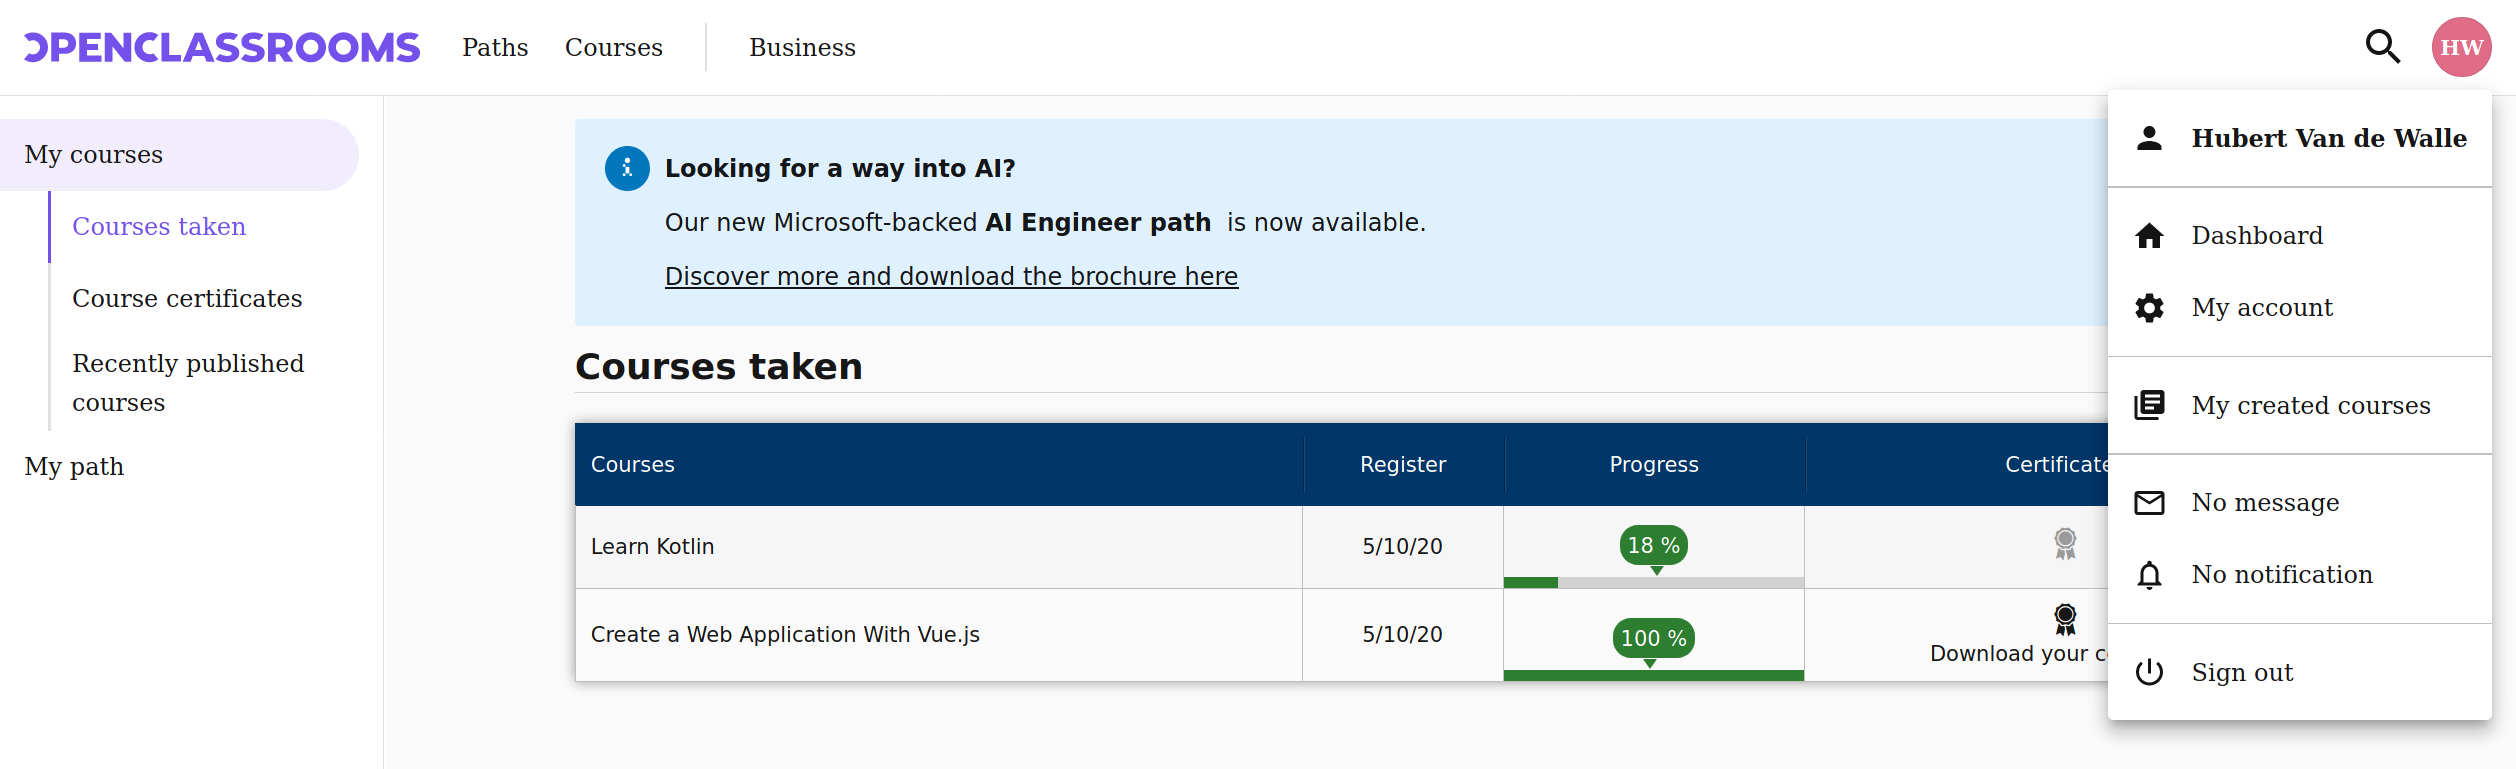 OPENCLASSROOMS Paths Courses Business HW
My courses
Courses taken
Course certificates
Recently published
courses
My path
Looking for a way into AI?
Our new Microsoft-backed AI Engineer path is now available.
Discover more and download the brochure here
Courses taken
Courses Register Progress Certificate
Learn Kotlin 5/10/20 18 %
Create a Web Application With Vue.js 5/10/20 100 %
Download your
Hubert Van de Walle
Dashboard
My account
My created courses
No message
No notification
Sign out